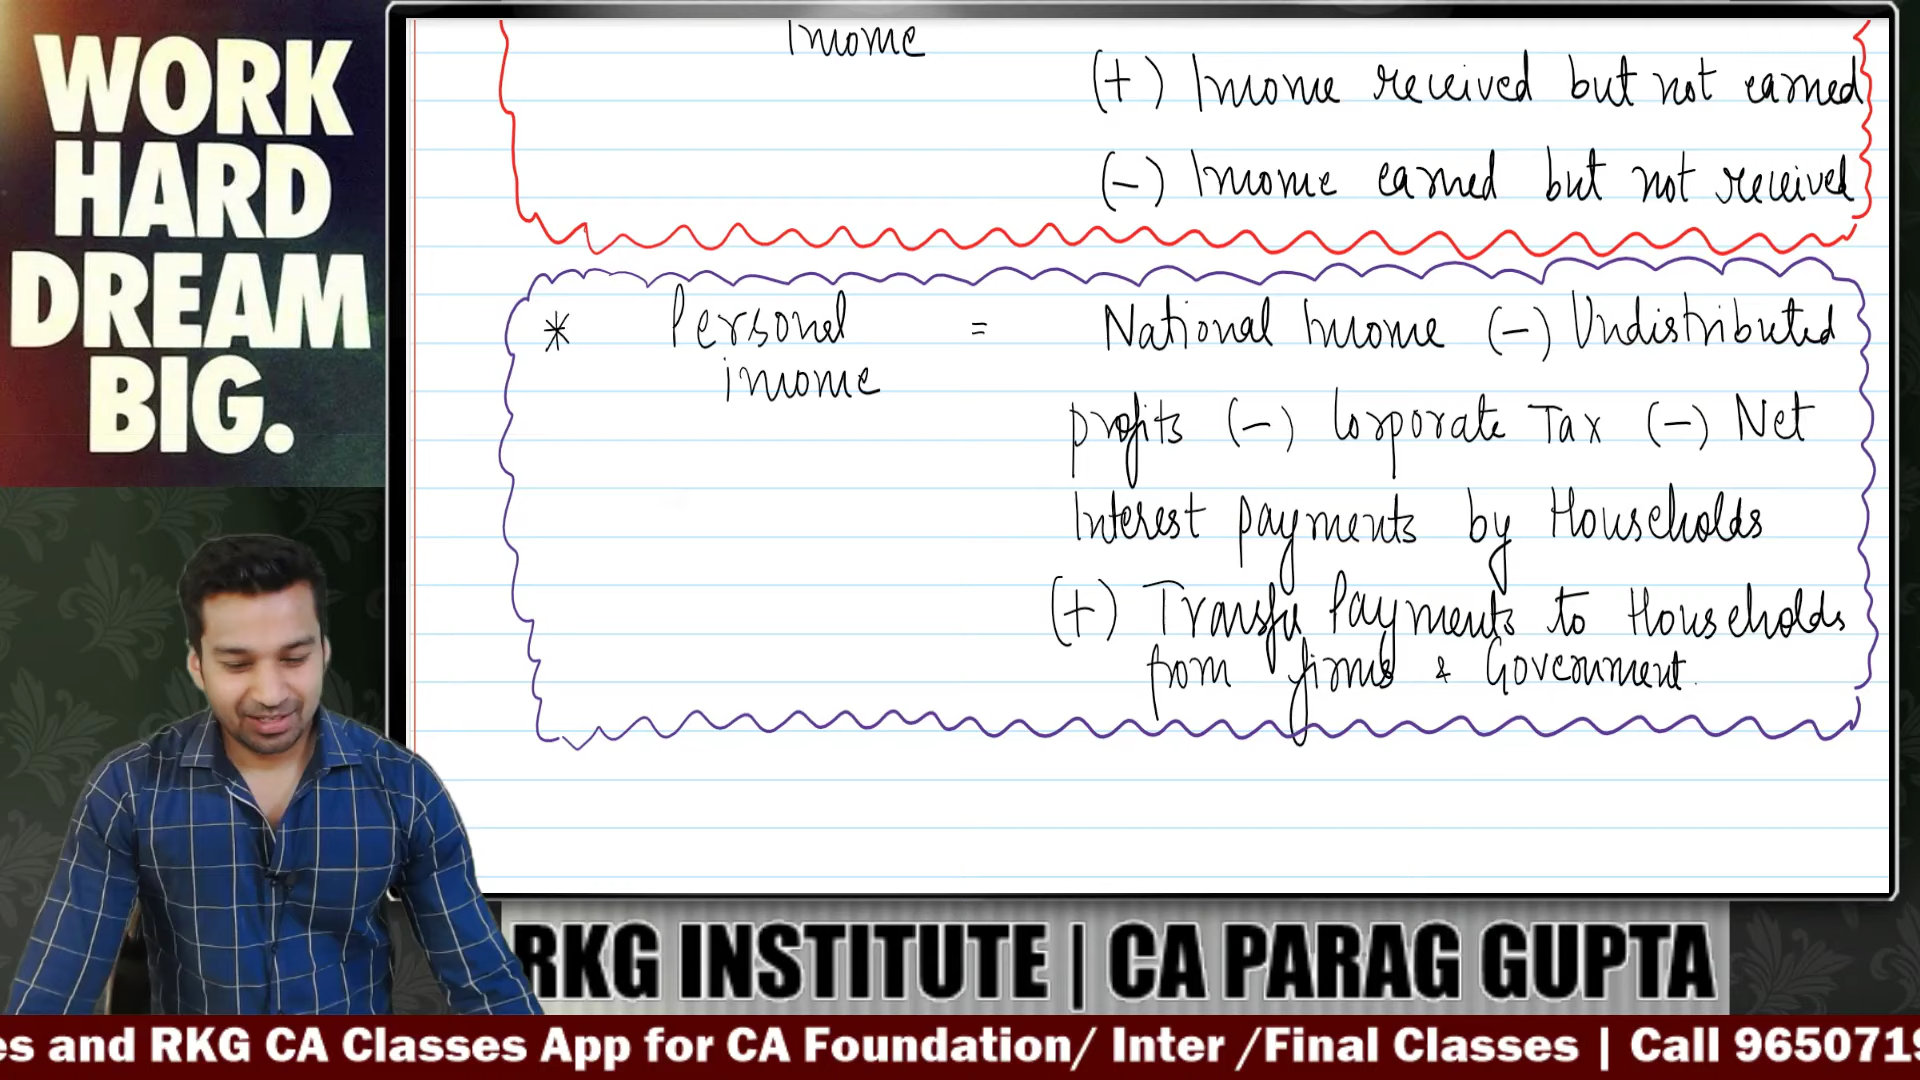 WORK
HARD
DREAM
BIG.
Income
(+) Income received but not earned
(-) Income earned but not received
* Personal = National Income (-) Undistributed
income
profits (-) Corporate Tax (-) Net
Interest payments by Households
(+) Transfer Payments to Households
from firms & Government.
RKG INSTITUTE | CA PARAG GUPTA
es and RKG CA Classes App for CA Foundation/ Inter /Final Classes | Call 9650719